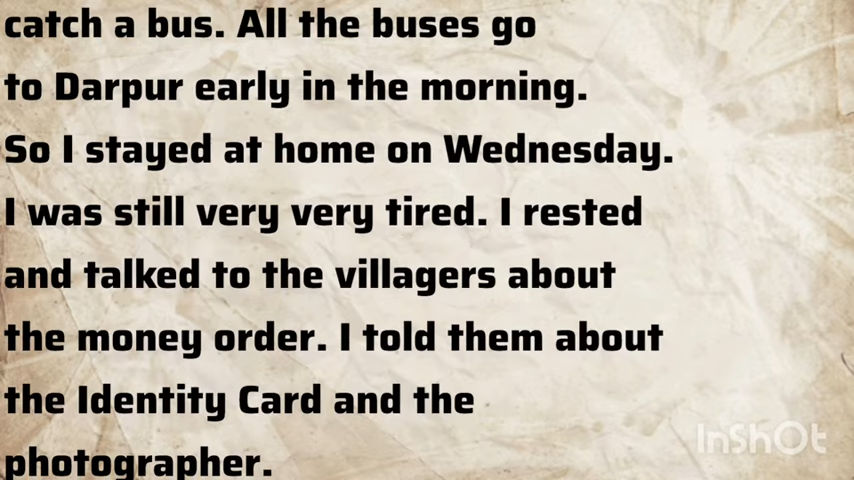 catch a bus. All the buses go
to Darpur early in the morning.
So I stayed at home on Wednesday.
I was still very very tired. I rested
and talked to the villagers about
the money order. I told them about
the Identity Card and the
photographer.
InShOt